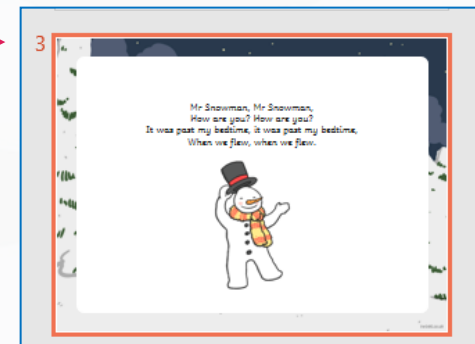 3
Mr Snowman, Mr Snowman,
How are you? How are you?
It was past my bedtime, it was past my bedtime,
When we flew, when we flew.